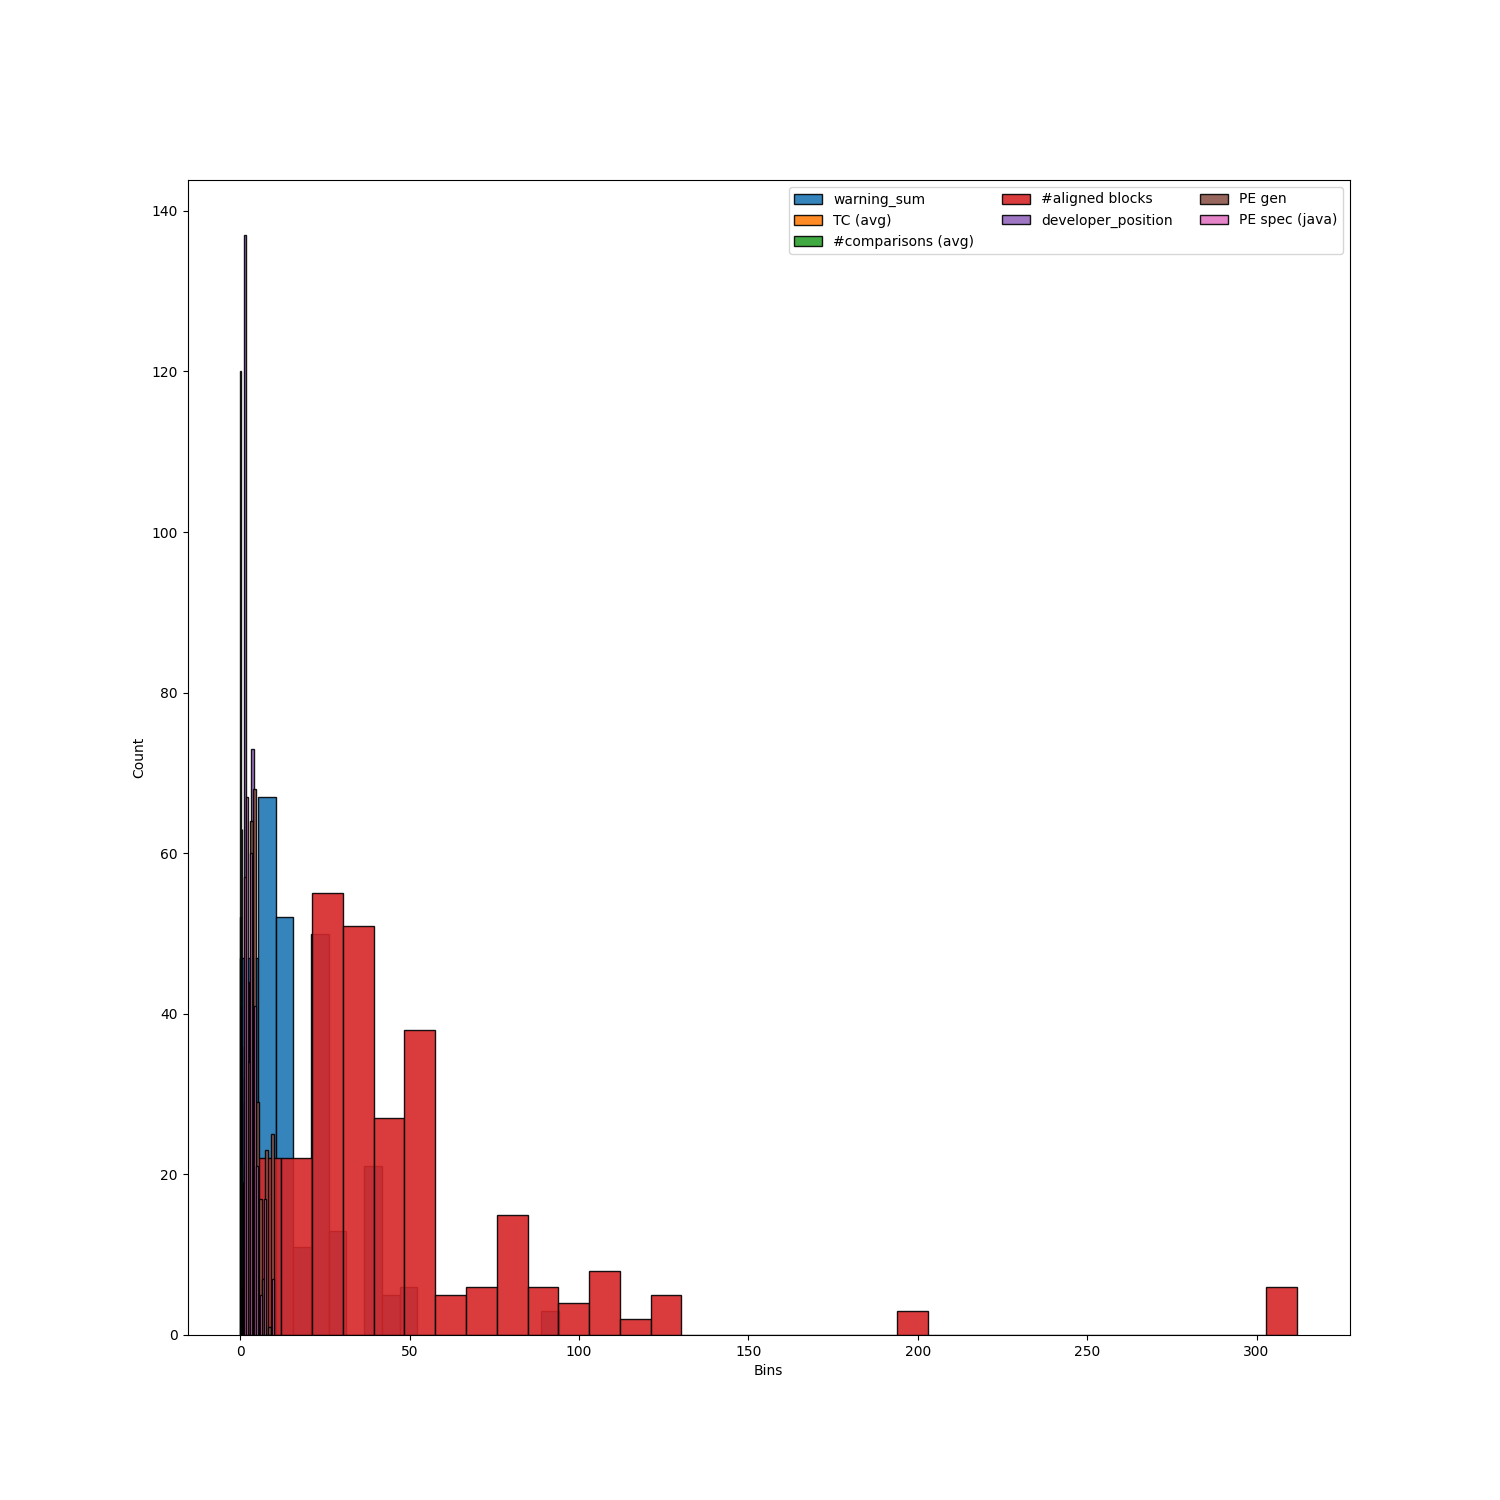 warning_sum
TC (avg)
#comparisons (avg)
#aligned blocks
developer_position
PE gen
PE spec (java)
140
120
100
80
60
40
20
0
Count
0 50 100 150 200 250 300
Bins